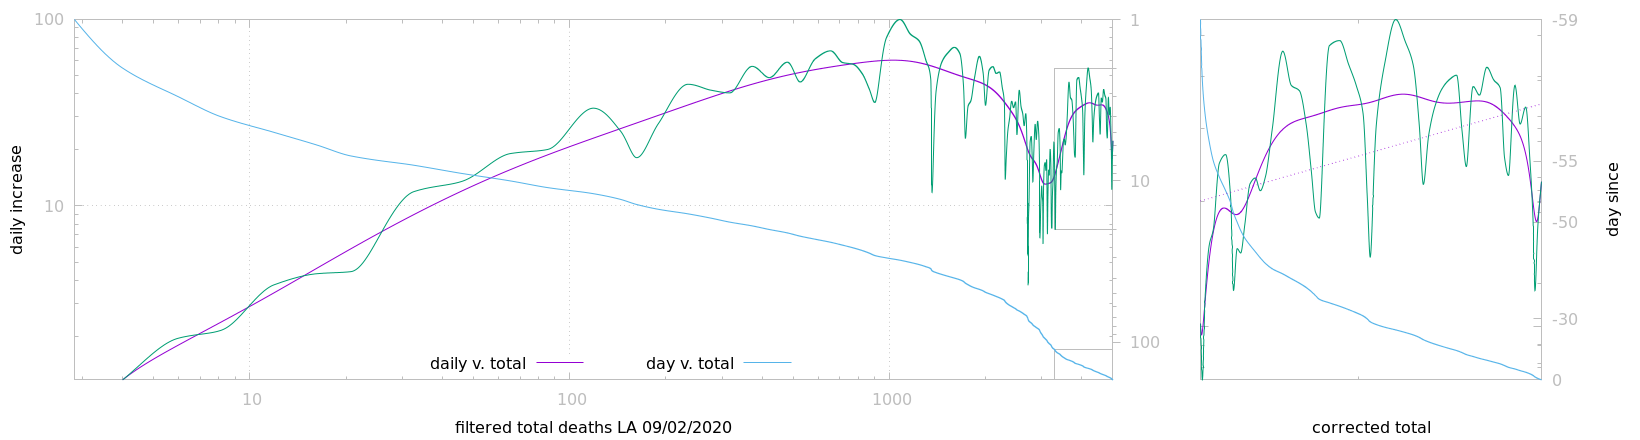 100
10
daily increase
10
100
1000
filtered total deaths LA 09/02/2020
daily v. total
day v. total
1
10
100
-59
-55
-50
-30
0
day since
corrected total